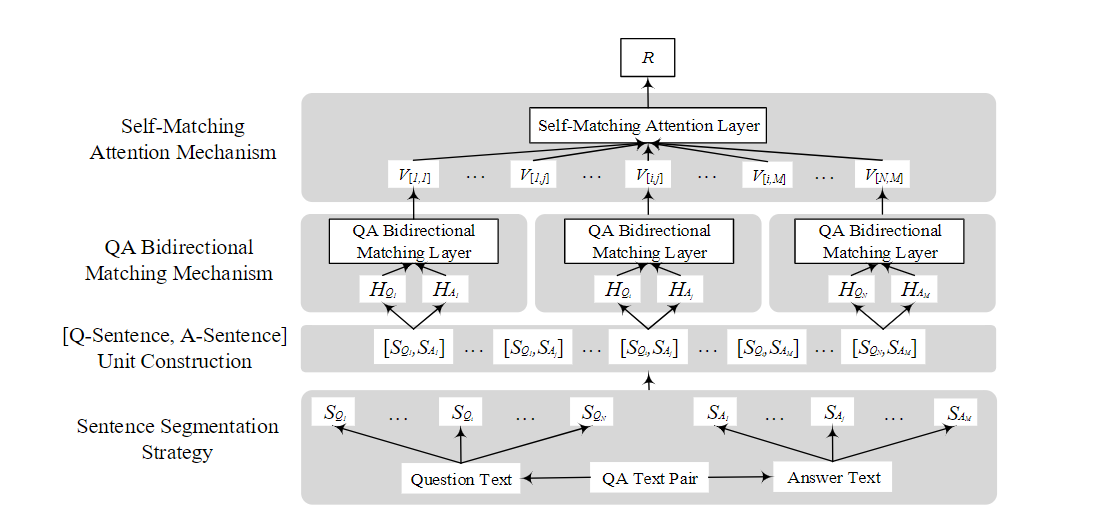 R
Self-Matching
Attention Mechanism
Self-Matching Attention Layer
V[1,1] ... V[1,j] ... V[i,j] ... V[i,M] ... V[N,M]
QA Bidirectional
Matching Mechanism
QA Bidirectional
Matching Layer
QA Bidirectional
Matching Layer
QA Bidirectional
Matching Layer
HQ1 HA1 HQi HAj HQN HAM
[Q-Sentence, A-Sentence]
Unit Construction
[SQ1,SA1] ... [SQ1,SAj] ... [SQi,SAj] ... [SQi,SAM] ... [SQN,SAM]
Sentence Segmentation
Strategy
SQ1 ... SQi ... SQN SA1 ... SAj ... SAM
Question Text QA Text Pair Answer Text